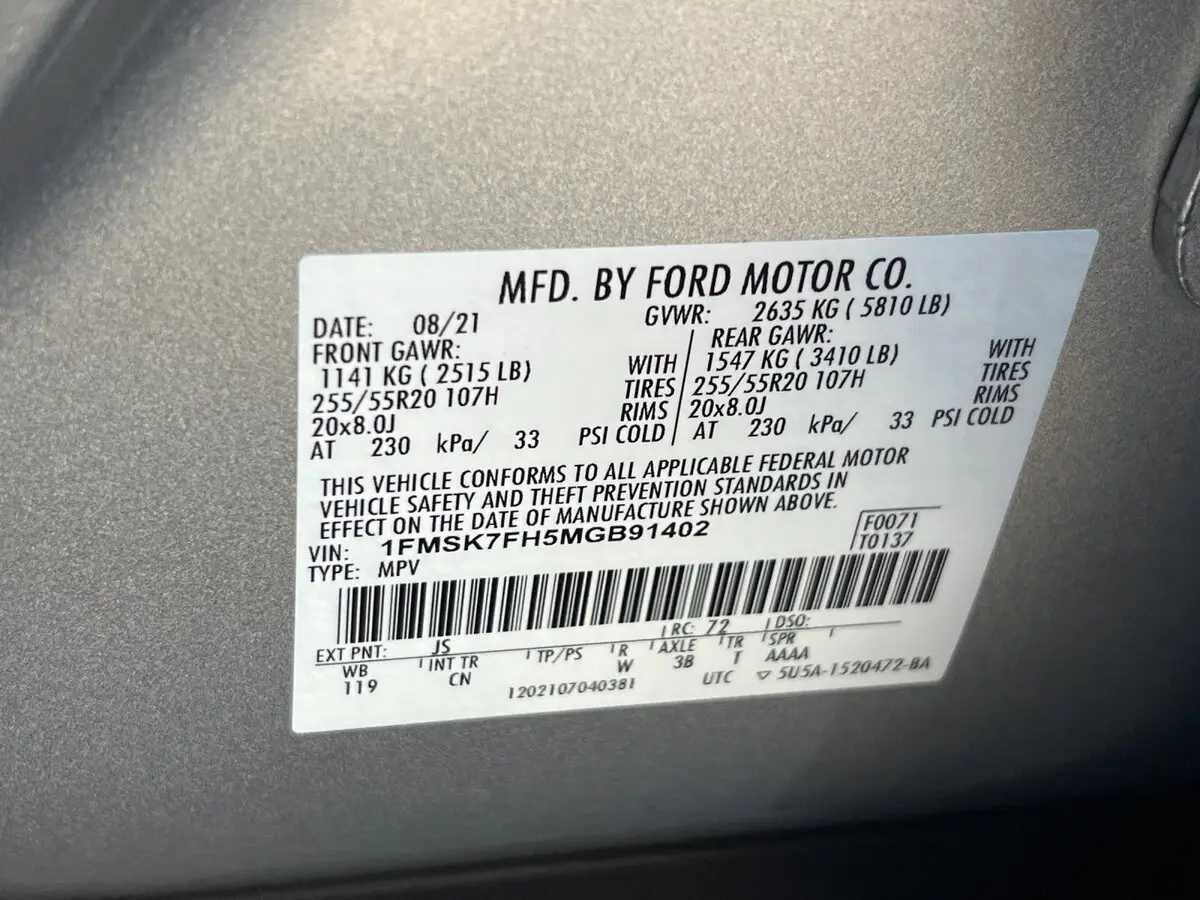 MFD. BY FORD MOTOR CO.
DATE: 08/21 GVWR: 2635 KG ( 5810 LB)
FRONT GAWR: REAR GAWR:
1141 KG ( 2515 LB) WITH 1547 KG ( 3410 LB) WITH
255/55R20 107H TIRES 255/55R20 107H TIRES
20x8.0J RIMS 20x8.0J RIMS
AT 230 kPa/ 33 PSI COLD AT 230 kPa/ 33 PSI COLD
THIS VEHICLE CONFORMS TO ALL APPLICABLE FEDERAL MOTOR
VEHICLE SAFETY AND THEFT PREVENTION STANDARDS IN
EFFECT ON THE DATE OF MANUFACTURE SHOWN ABOVE.
VIN: 1FMSK7FH5MGB91402 F0071
TYPE: MPV T0137
EXT PNT: JS RC: 72 DSO:
WB INT TR TP/PS R AXLE TR SPR
119 CN W 3B T AAAA
1202107040381 UTC ▽ 5U5A-1520472-BA